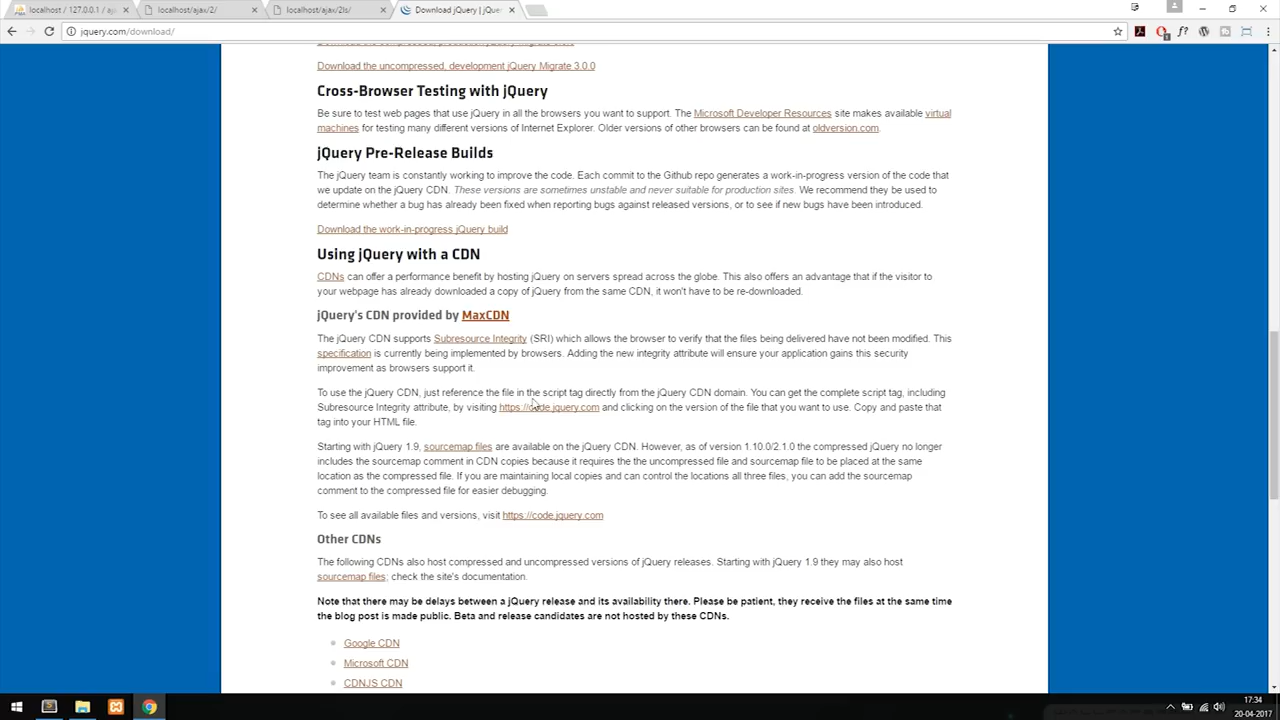 localhost / 127.0.0.1 / aja
localhost/ajax/2/
localhost/ajax/2ls/
Download jQuery | jQuer
jquery.com/download/
Download the compressed, production jQuery Migrate 3.0.0
Download the uncompressed, development jQuery Migrate 3.0.0
Cross-Browser Testing with jQuery
Be sure to test web pages that use jQuery in all the browsers you want to support. The Microsoft Developer Resources site makes available virtual
machines for testing many different versions of Internet Explorer. Older versions of other browsers can be found at oldversion.com.
jQuery Pre-Release Builds
The jQuery team is constantly working to improve the code. Each commit to the Github repo generates a work-in-progress version of the code that
we update on the jQuery CDN. These versions are sometimes unstable and never suitable for production sites. We recommend they be used to
determine whether a bug has already been fixed when reporting bugs against released versions, or to see if new bugs have been introduced.
Download the work-in-progress jQuery build
Using jQuery with a CDN
CDNs can offer a performance benefit by hosting jQuery on servers spread across the globe. This also offers an advantage that if the visitor to
your webpage has already downloaded a copy of jQuery from the same CDN, it won't have to be re-downloaded.
jQuery's CDN provided by MaxCDN
The jQuery CDN supports Subresource Integrity (SRI) which allows the browser to verify that the files being delivered have not been modified. This
specification is currently being implemented by browsers. Adding the new integrity attribute will ensure your application gains this security
improvement as browsers support it.
To use the jQuery CDN, just reference the file in the script tag directly from the jQuery CDN domain. You can get the complete script tag, including
Subresource Integrity attribute, by visiting https://code.jquery.com and clicking on the version of the file that you want to use. Copy and paste that
tag into your HTML file.
Starting with jQuery 1.9, sourcemap files are available on the jQuery CDN. However, as of version 1.10.0/2.1.0 the compressed jQuery no longer
includes the sourcemap comment in CDN copies because it requires the the uncompressed file and sourcemap file to be placed at the same
location as the compressed file. If you are maintaining local copies and can control the locations all three files, you can add the sourcemap
comment to the compressed file for easier debugging.
To see all available files and versions, visit https://code.jquery.com
Other CDNs
The following CDNs also host compressed and uncompressed versions of jQuery releases. Starting with jQuery 1.9 they may also host
sourcemap files; check the site's documentation.
Note that there may be delays between a jQuery release and its availability there. Please be patient, they receive the files at the same time
the blog post is made public. Beta and release candidates are not hosted by these CDNs.
Google CDN
Microsoft CDN
CDNJS CDN
17:34
20-04-2017